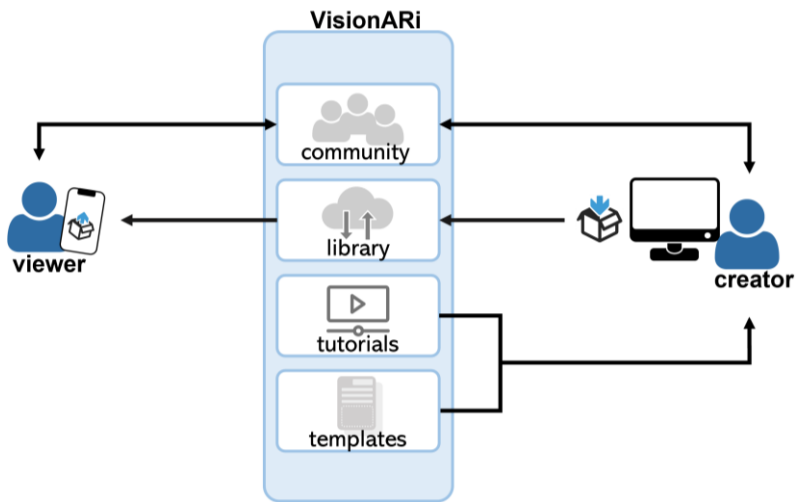 VisionARi
community
library
viewer
creator
tutorials
templates